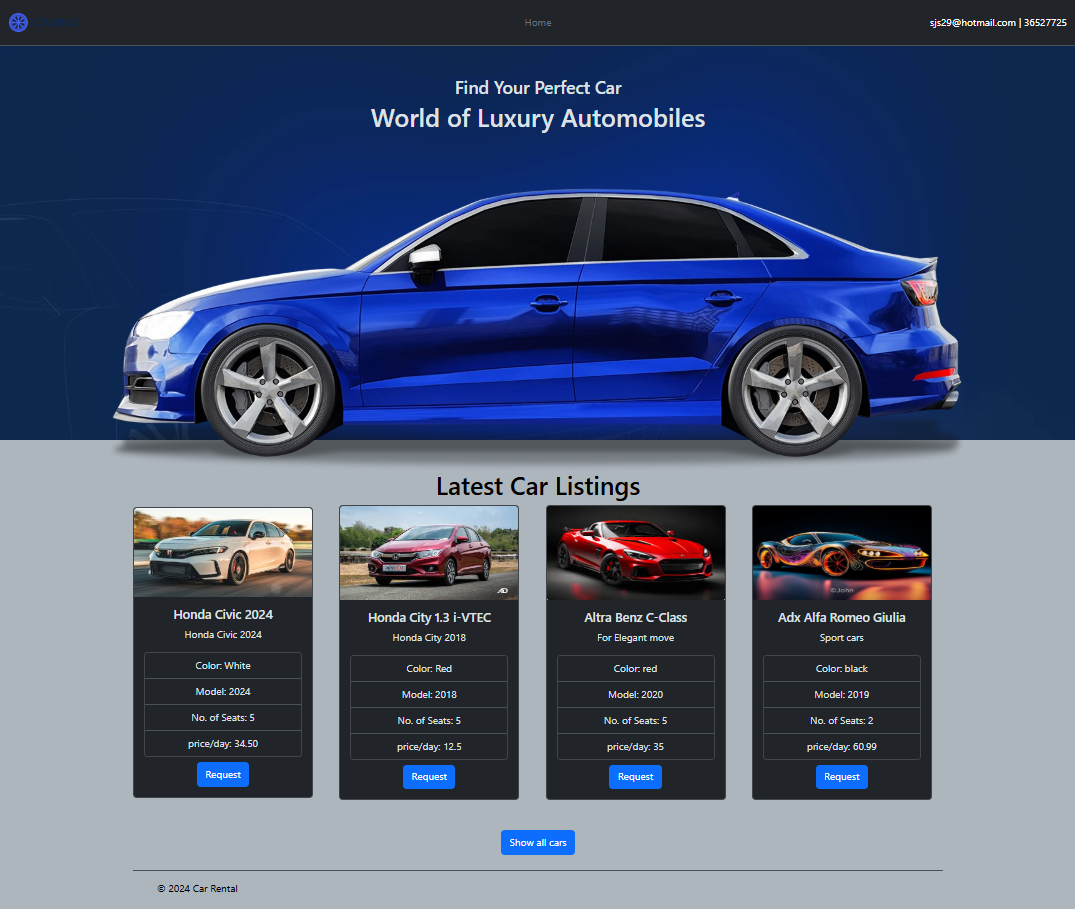 Home
sjs29@hotmail.com | 36527725
Find Your Perfect Car
World of Luxury Automobiles
Latest Car Listings
Honda Civic 2024
Honda Civic 2024
Color: White
Model: 2024
No. of Seats: 5
price/day: 34.50
Request
AD
Honda City 1.3 i-VTEC
Honda City 2018
Color: Red
Model: 2018
No. of Seats: 5
price/day: 12.5
Request
Altra Benz C-Class
For Elegant move
Color: red
Model: 2020
No. of Seats: 5
price/day: 35
Request
©John
Adx Alfa Romeo Giulia
Sport cars
Color: black
Model: 2019
No. of Seats: 2
price/day: 60.99
Request
Show all cars
© 2024 Car Rental